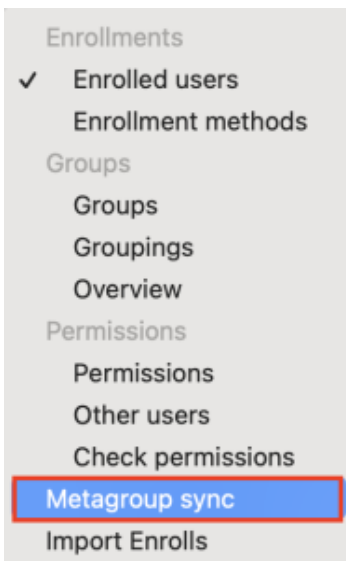 Enrollments
✓ Enrolled users
Enrollment methods
Groups
Groups
Groupings
Overview
Permissions
Permissions
Other users
Check permissions
Metagroup sync
Import Enrolls